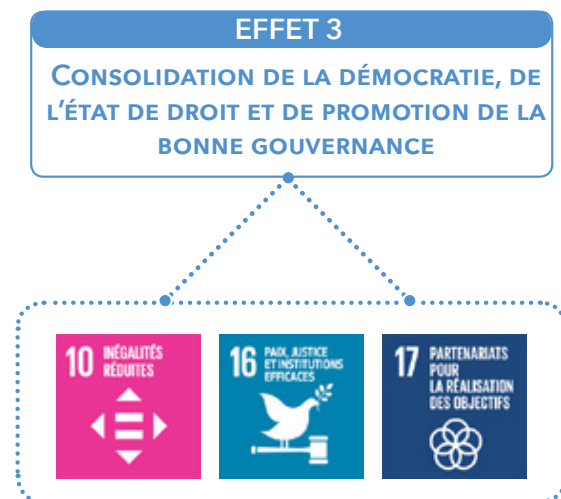 EFFET 3
CONSOLIDATION DE LA DÉMOCRATIE, DE
L'ÉTAT DE DROIT ET DE PROMOTION DE LA
BONNE GOUVERNANCE
10 INÉGALITÉS
RÉDUITES
16 PAIX, JUSTICE
ET INSTITUTIONS
EFFICACES
17 PARTENARIATS
POUR
LA RÉALISATION
DES OBJECTIFS